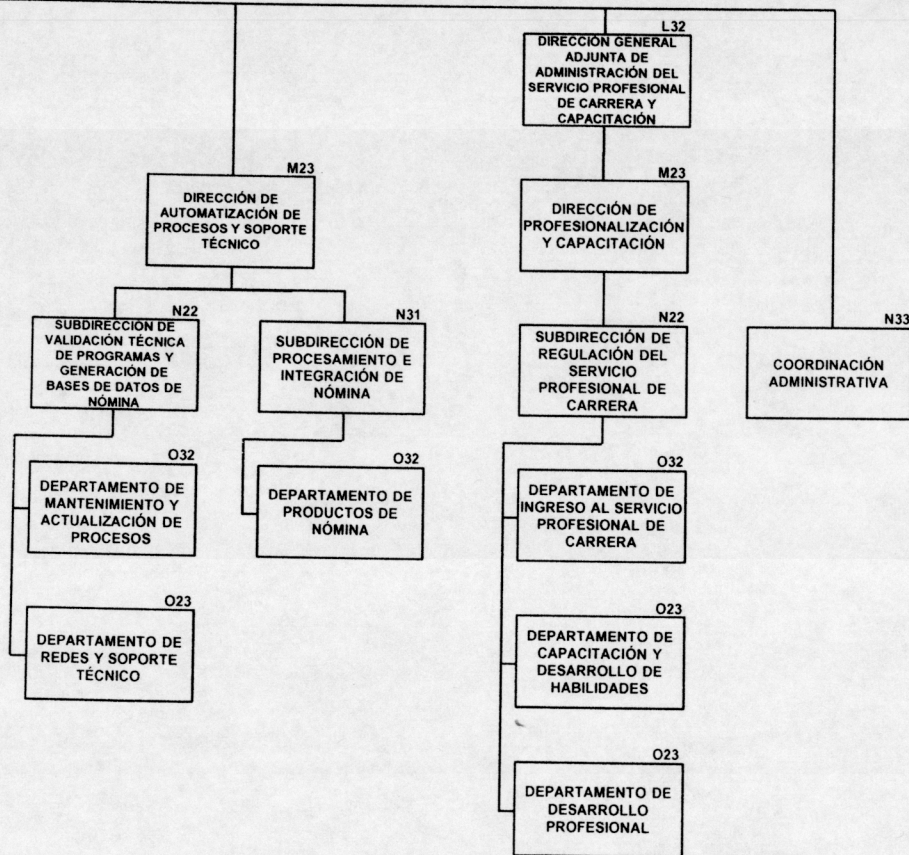 L32
DIRECCIÓN GENERAL
ADJUNTA DE
ADMINISTRACIÓN DEL
SERVICIO PROFESIONAL
DE CARRERA Y
CAPACITACIÓN
M23
DIRECCIÓN DE
AUTOMATIZACIÓN DE
PROCESOS Y SOPORTE
TÉCNICO
M23
DIRECCIÓN DE
PROFESIONALIZACIÓN
Y CAPACITACIÓN
N22
SUBDIRECCIÓN DE
VALIDACIÓN TÉCNICA
DE PROGRAMAS Y
GENERACIÓN DE
BASES DE DATOS DE
NÓMINA
N31
SUBDIRECCIÓN DE
PROCESAMIENTO E
INTEGRACIÓN DE
NÓMINA
N22
SUBDIRECCIÓN DE
REGULACIÓN DEL
SERVICIO
PROFESIONAL DE
CARRERA
N33
COORDINACIÓN
ADMINISTRATIVA
O32
DEPARTAMENTO DE
MANTENIMIENTO Y
ACTUALIZACIÓN DE
PROCESOS
O32
DEPARTAMENTO DE
PRODUCTOS DE
NÓMINA
O32
DEPARTAMENTO DE
INGRESO AL SERVICIO
PROFESIONAL DE
CARRERA
O23
DEPARTAMENTO DE
REDES Y SOPORTE
TÉCNICO
O23
DEPARTAMENTO DE
CAPACITACIÓN Y
DESARROLLO DE
HABILIDADES
O23
DEPARTAMENTO DE
DESARROLLO
PROFESIONAL